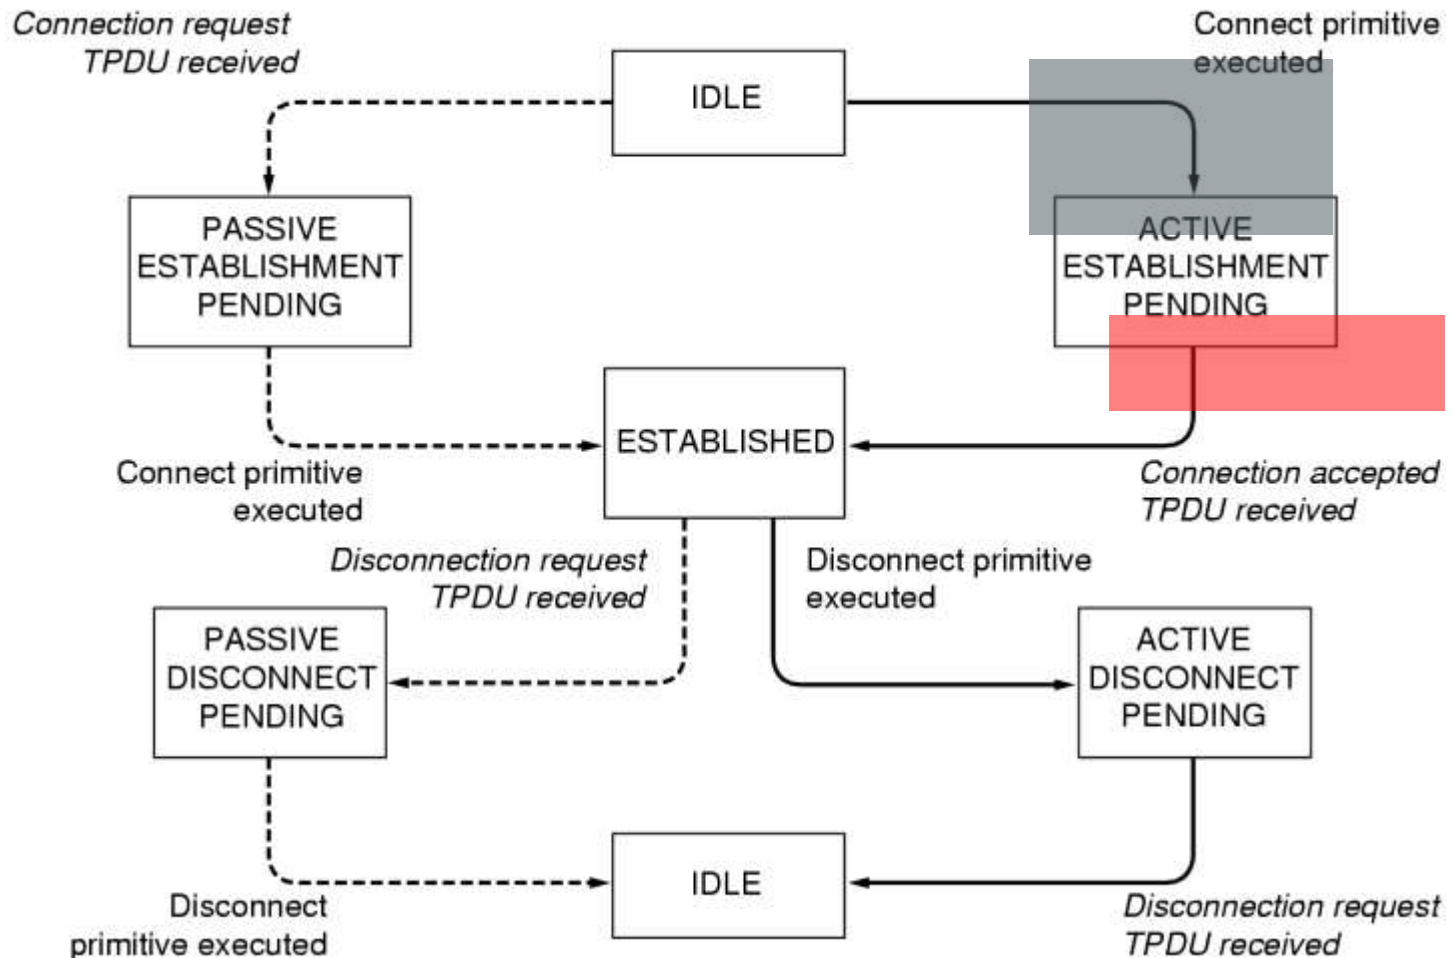 Connection request
TPDU received
Connect primitive
executed
IDLE
PASSIVE
ESTABLISHMENT
PENDING
ACTIVE
ESTABLISHMENT
PENDING
ESTABLISHED
Connect primitive
executed
Connection accepted
TPDU received
Disconnection request
TPDU received
Disconnect primitive
executed
PASSIVE
DISCONNECT
PENDING
ACTIVE
DISCONNECT
PENDING
IDLE
Disconnect
primitive executed
Disconnection request
TPDU received